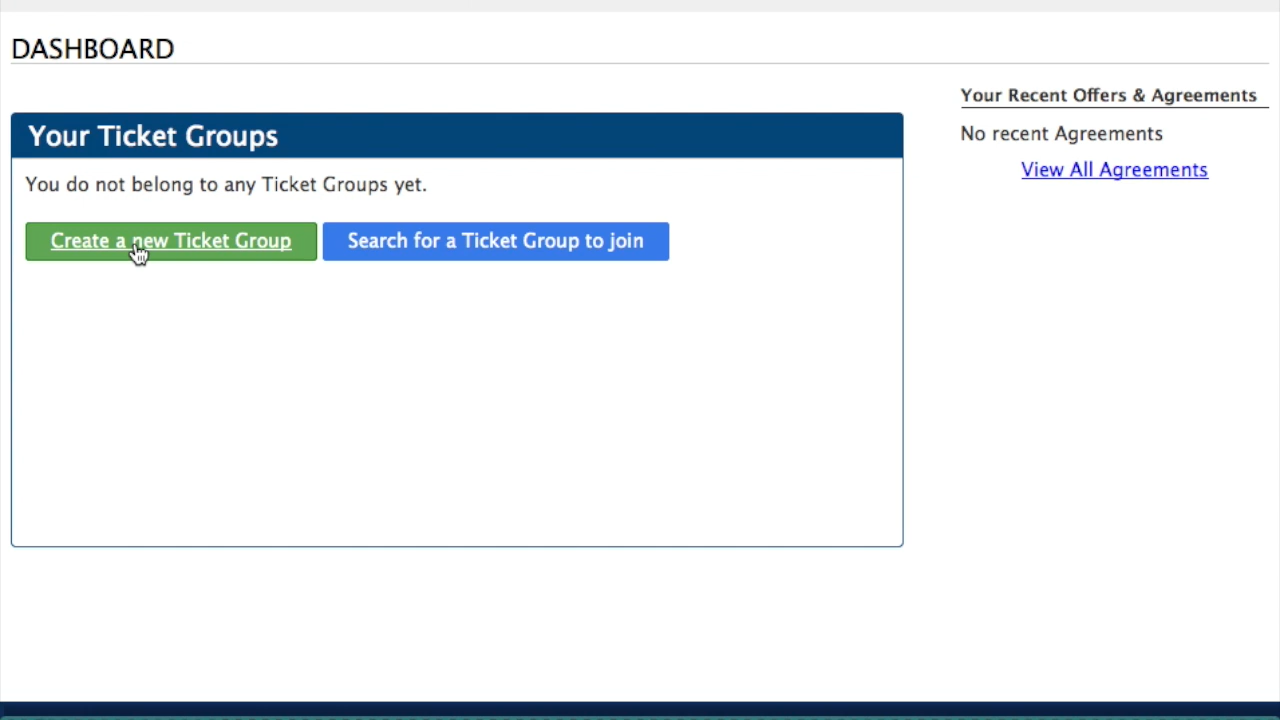 DASHBOARD
Your Ticket Groups
You do not belong to any Ticket Groups yet.
Create a new Ticket Group
Search for a Ticket Group to join
Your Recent Offers & Agreements
No recent Agreements
View All Agreements